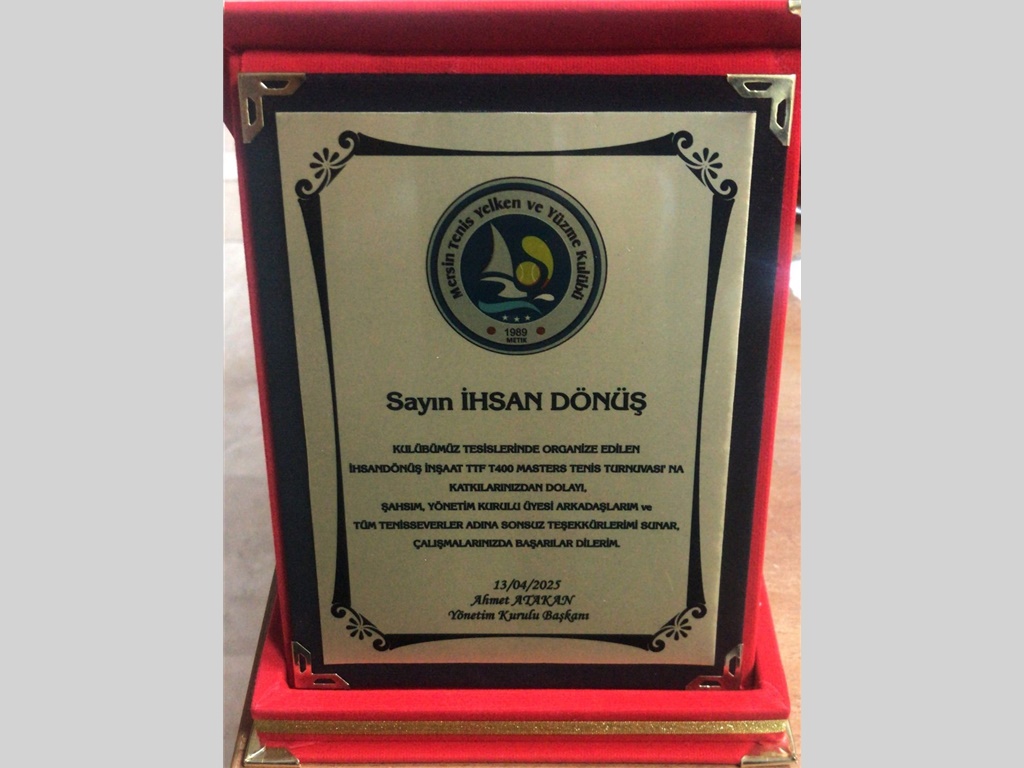 Mersin Tenis Yelken ve Yüzme Kulübü
1989
METİK
Sayın İHSAN DÖNÜŞ
KULÜBÜMÜZ TESİSLERİNDE ORGANİZE EDİLEN
İHSANDÖNÜŞ İNŞAAT TTF T400 MASTERS TENİS TURNUVASI' NA
KATKILARINIZDAN DOLAYI,
ŞAHSIM, YÖNETİM KURULU ÜYESİ ARKADAŞLARIM ve
TÜM TENİSSEVERLER ADINA SONSUZ TEŞEKKÜRLERİMİ SUNAR,
ÇALIŞMALARINIZDA BAŞARILAR DİLERİM.
13/04/2025
Ahmet ATAKAN
Yönetim Kurulu Başkanı